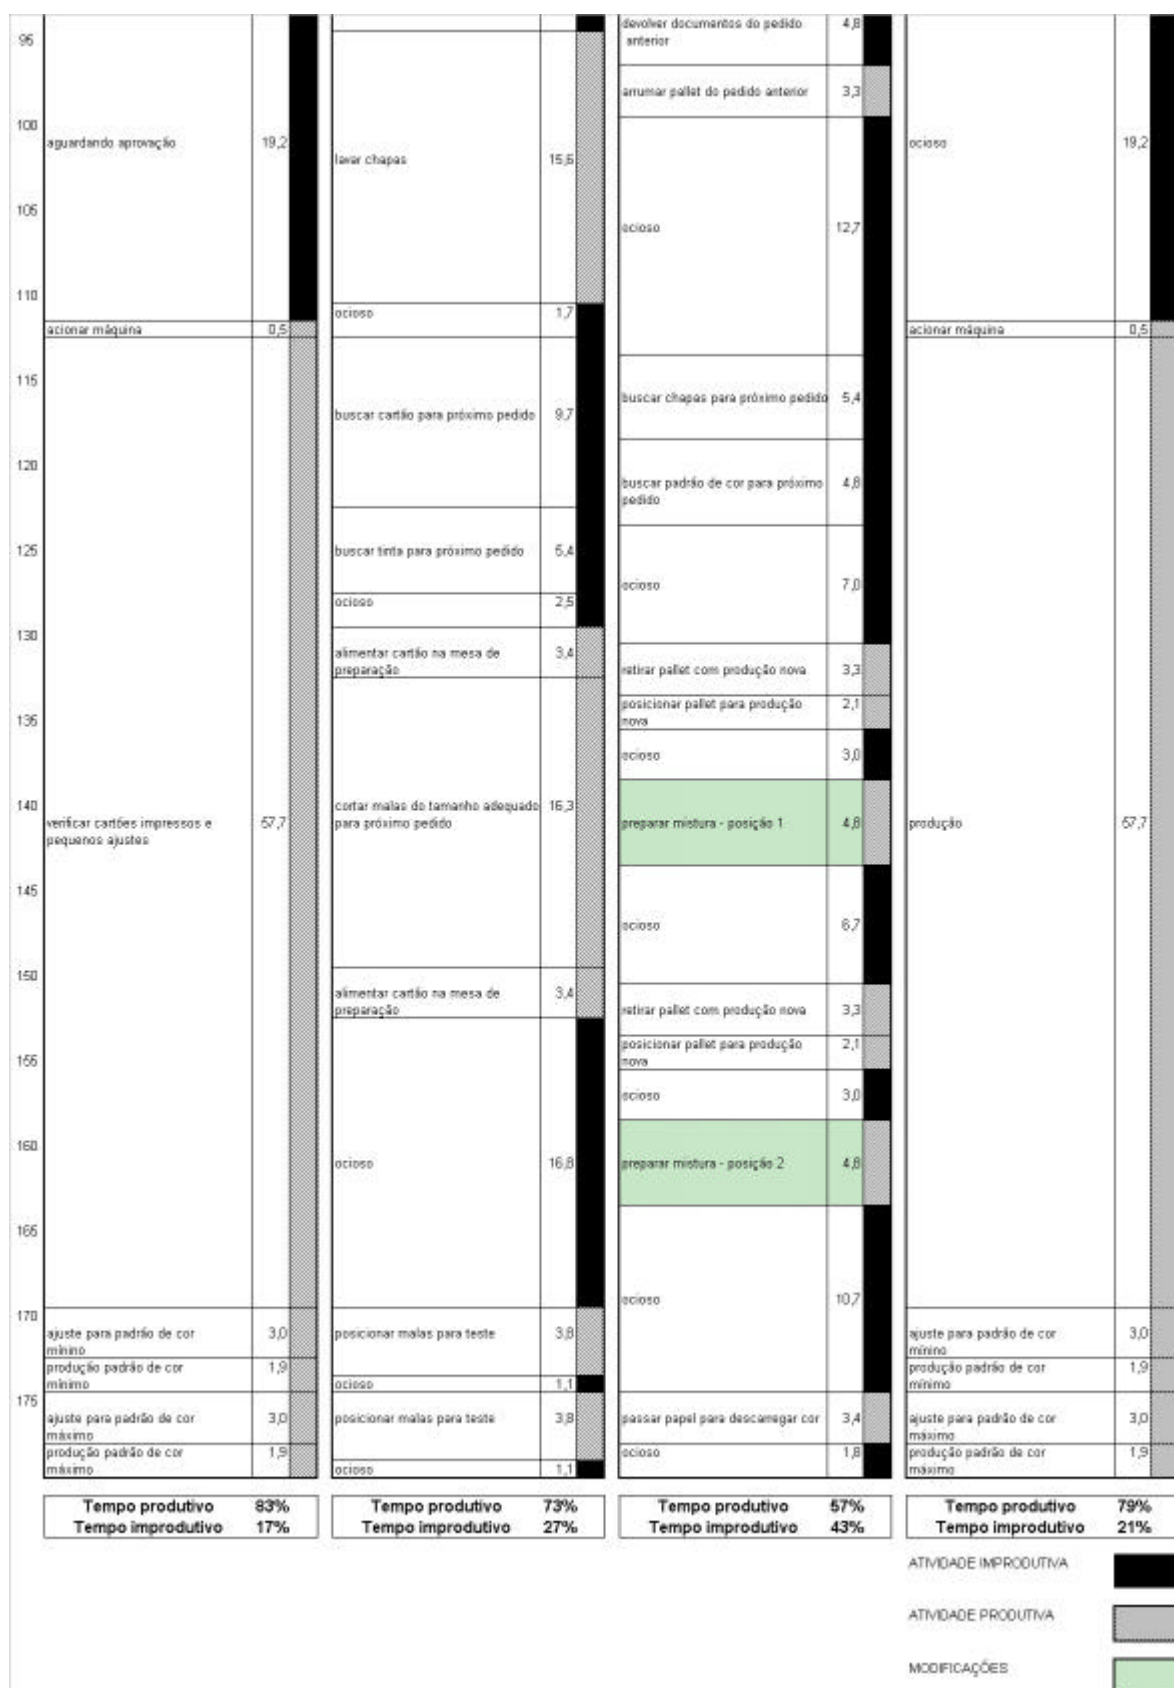 95
100
105
110
115
120
125
130
135
140
145
150
155
160
165
170
175
aguardando aprovação 19,2
acionar máquina 0,5
verificar cartões impressos e
pequenos ajustes 57,7
ajuste para padrão de cor
mínino 3,0
produção padrão de cor
mínimo 1,9
ajuste para padrão de cor
máximo 3,0
produção padrão de cor
máximo 1,9
Tempo produtivo 83%
Tempo improdutivo 17%
lavar chapas 15,6
ocioso 1,7
buscar cartão para próximo pedido 9,7
buscar tinta para próximo pedido 5,4
ocioso 2,5
alimentar cartão na mesa de
preparação 3,4
cortar malas do tamanho adequado
para próximo pedido 16,3
alimentar cartão na mesa de
preparação 3,4
ocioso 16,8
posicionar malas para teste 3,8
ocioso 1,1
posicionar malas para teste 3,8
ocioso 1,1
Tempo produtivo 73%
Tempo improdutivo 27%
devolver documentos do pedido
anterior 4,8
arrumar pallet do pedido anterior 3,3
ocioso 12,7
buscar chapas para próximo pedido 5,4
buscar padrão de cor para próximo
pedido 4,8
ocioso 7,0
retirar pallet com produção nova 3,3
posicionar pallet para produção
nova 2,1
ocioso 3,0
preparar mistura - posição 1 4,8
ocioso 6,7
retirar pallet com produção nova 3,3
posicionar pallet para produção
nova 2,1
ocioso 3,0
preparar mistura - posição 2 4,8
ocioso 10,7
passar papel para descarregar cor 3,4
ocioso 1,8
Tempo produtivo 57%
Tempo improdutivo 43%
ocioso 19,2
acionar máquina 0,5
produção 57,7
ajuste para padrão de cor
mínino 3,0
produção padrão de cor
mínimo 1,9
ajuste para padrão de cor
máximo 3,0
produção padrão de cor
máximo 1,9
Tempo produtivo 79%
Tempo improdutivo 21%
ATIVIDADE IMPRODUTIVA
ATIVIDADE PRODUTIVA
MODIFICAÇÕES